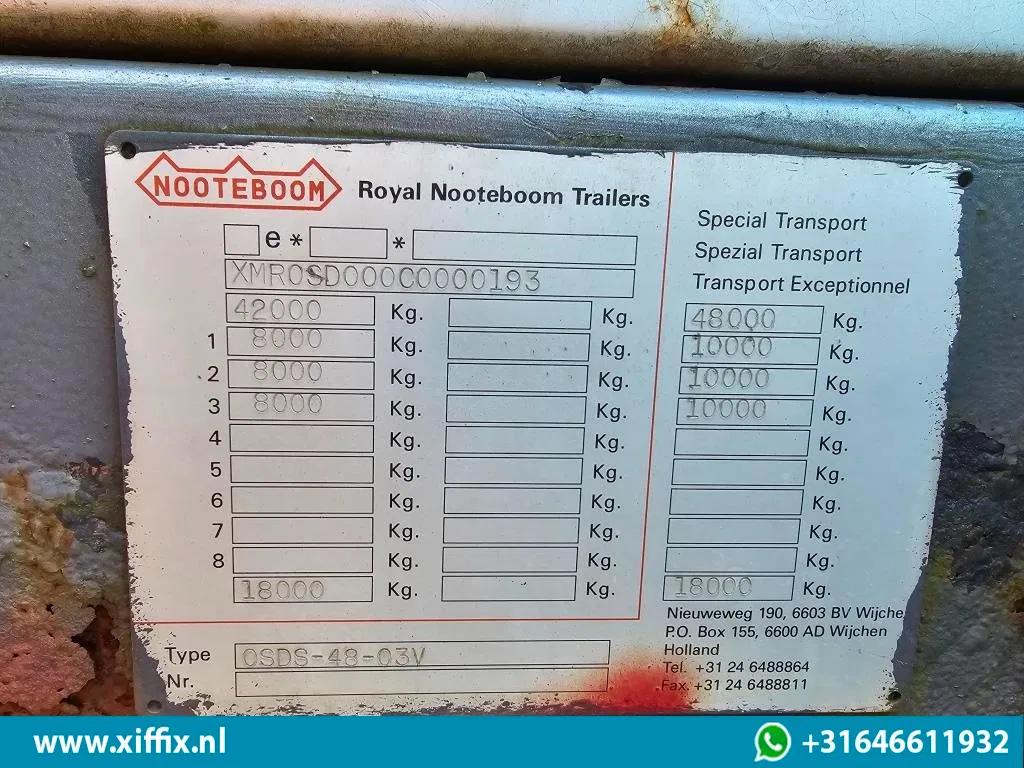 NOOTEBOOM Royal Nooteboom Trailers
Special Transport
Spezial Transport
Transport Exceptionnel
e * *
XMROSD000C0000193
42000 Kg. Kg. 48000 Kg.
1 8000 Kg. Kg. 10000 Kg.
2 8000 Kg. Kg. 10000 Kg.
3 8000 Kg. Kg. 10000 Kg.
4 Kg. Kg. Kg.
5 Kg. Kg. Kg.
6 Kg. Kg. Kg.
7 Kg. Kg. Kg.
8 Kg. Kg. Kg.
18000 Kg. Kg. 18000 Kg.
Type OSDS-48-03V
Nr.
Nieuweweg 190, 6603 BV Wijche
P.O. Box 155, 6600 AD Wijchen
Holland
Tel. +31 24 6488864
Fax. +31 24 6488811
www.xiffix.nl +31646611932